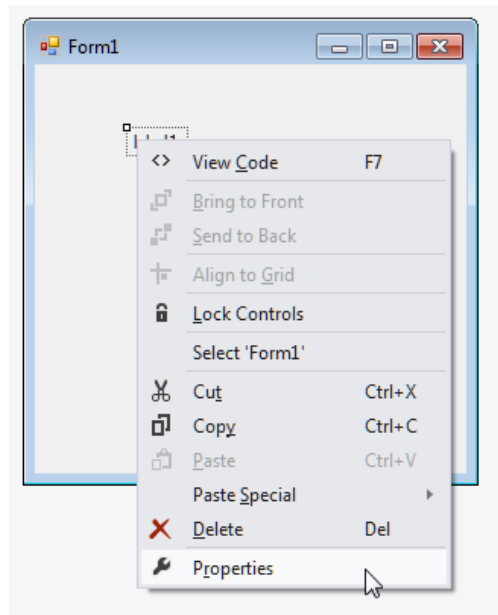 Form1
View Code F7
Bring to Front
Send to Back
Align to Grid
Lock Controls
Select 'Form1'
Cut Ctrl+X
Copy Ctrl+C
Paste Ctrl+V
Paste Special
Delete Del
Properties